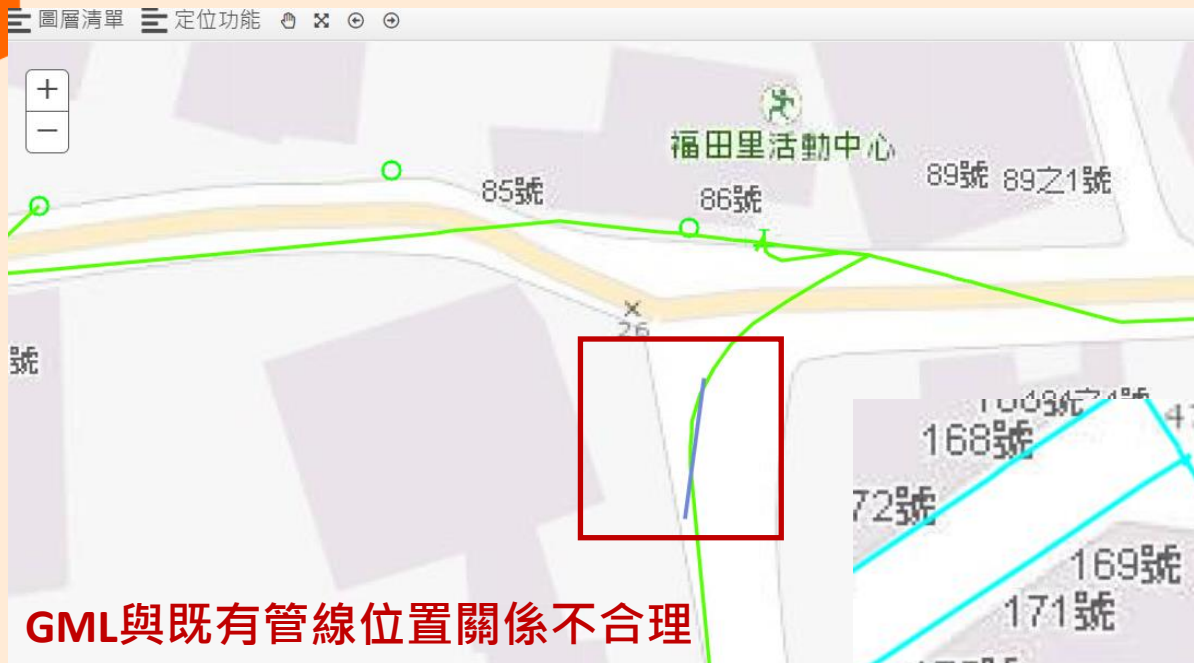 圖層清單 定位功能
+
−
福田里活動中心
85號
86號
89號 89之1號
26
號
168號
72號
169號
171號
GML與既有管線位置關係不合理